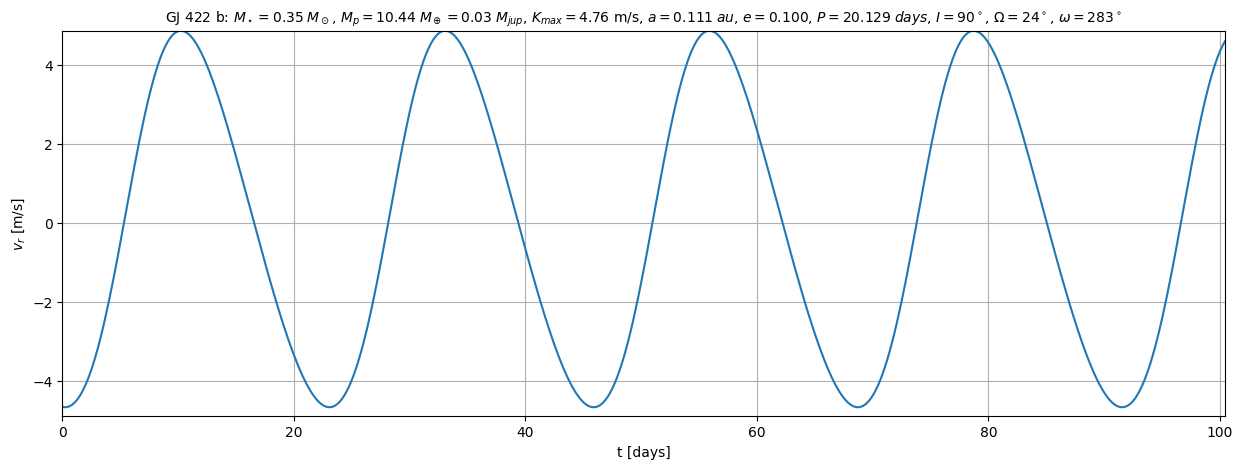 GJ 422 b: M⋆ = 0.35 M⊙, Mp = 10.44 M⊕ = 0.03 Mjup, Kmax = 4.76 m/s, a = 0.111 au, e = 0.100, P = 20.129 days, I = 90°, Ω = 24°, ω = 283°
4
2
0
−2
−4
vr [m/s]
0 20 40 60 80 100
t [days]